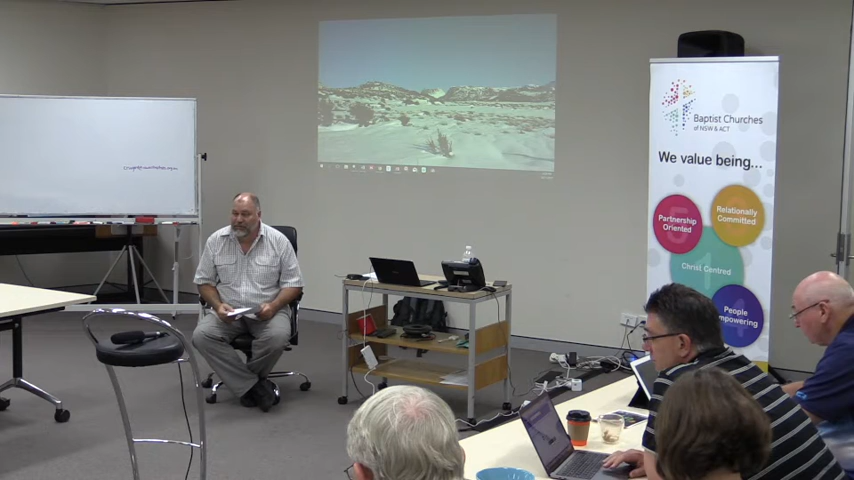 Baptist Churches
of NSW & ACT
We value being...
Partnership
Oriented
Relationally
Committed
Christ Centred
People
Empowering